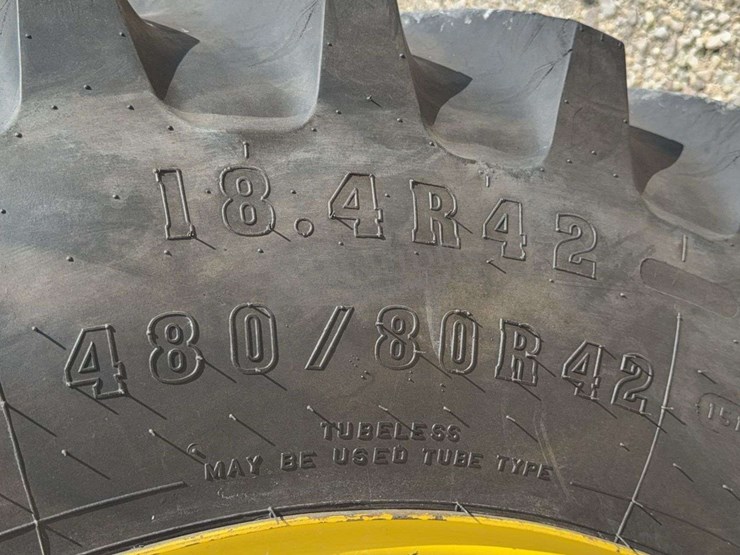 18.4R42
480/80R42
TUBELESS
MAY BE USED TUBE TYPE